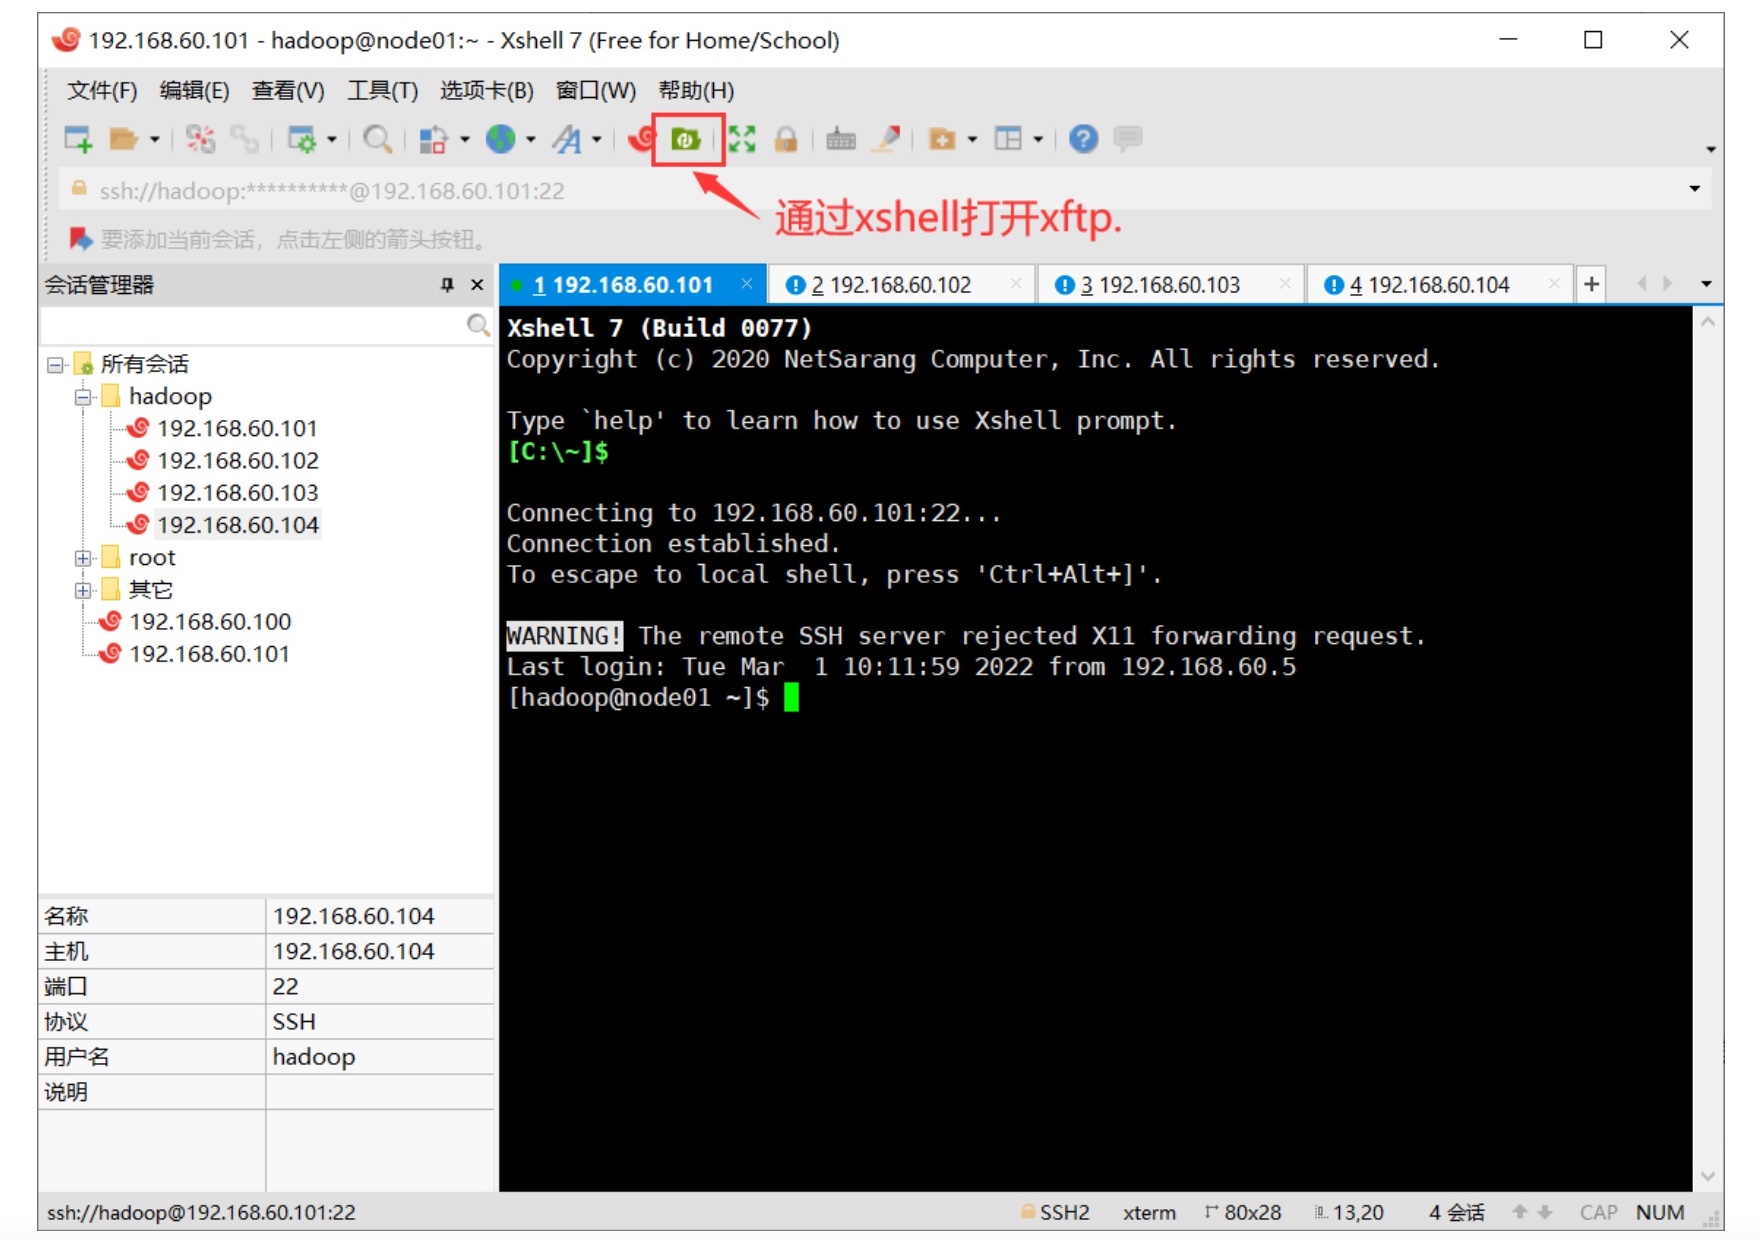 192.168.60.101 - hadoop@node01:~ - Xshell 7 (Free for Home/School)
文件(F) 编辑(E) 查看(V) 工具(T) 选项卡(B) 窗口(W) 帮助(H)
ssh://hadoop:**********@192.168.60.101:22
通过xshell打开xftp.
要添加当前会话，点击左侧的箭头按钮。
会话管理器
1 192.168.60.101 2 192.168.60.102 3 192.168.60.103 4 192.168.60.104
所有会话
hadoop
192.168.60.101
192.168.60.102
192.168.60.103
192.168.60.104
root
其它
192.168.60.100
192.168.60.101
名称 192.168.60.104
主机 192.168.60.104
端口 22
协议 SSH
用户名 hadoop
说明
Xshell 7 (Build 0077)
Copyright (c) 2020 NetSarang Computer, Inc. All rights reserved.
Type `help' to learn how to use Xshell prompt.
[C:\~]$
Connecting to 192.168.60.101:22...
Connection established.
To escape to local shell, press 'Ctrl+Alt+]'.
WARNING! The remote SSH server rejected X11 forwarding request.
Last login: Tue Mar  1 10:11:59 2022 from 192.168.60.5
[hadoop@node01 ~]$
ssh://hadoop@192.168.60.101:22 SSH2 xterm 80x28 13,20 4 会话 CAP NUM